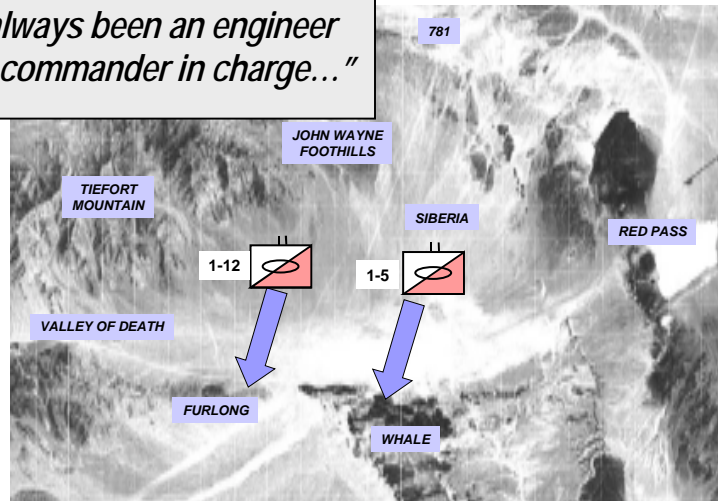 always been an engineer
commander in charge…”
781
JOHN WAYNE
FOOTHILLS
TIEFORT
MOUNTAIN
SIBERIA
RED PASS
1-12
1-5
VALLEY OF DEATH
FURLONG
WHALE